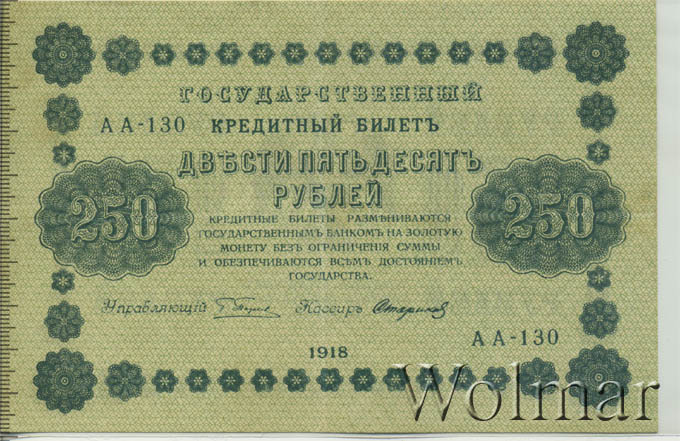 ГОСУДАРСТВЕННЫЙ
АА-130 КРЕДИТНЫЙ БИЛЕТЪ
ДВѢСТИ ПЯТЬДЕСЯТЪ
РУБЛЕЙ
250 250
КРЕДИТНЫЕ БИЛЕТЫ РАЗМѢНИВАЮТСЯ
ГОСУДАРСТВЕННЫМЪ БАНКОМЪ НА ЗОЛОТУЮ
МОНЕТУ БЕЗЪ ОГРАНИЧЕНІЯ СУММЫ
И ОБЕЗПЕЧИВАЮТСЯ ВСѢМЪ ДОСТОЯНІЕМЪ
ГОСУДАРСТВА.
Управляющій Кассиръ Стариков
АА-130
1918
Wolmar